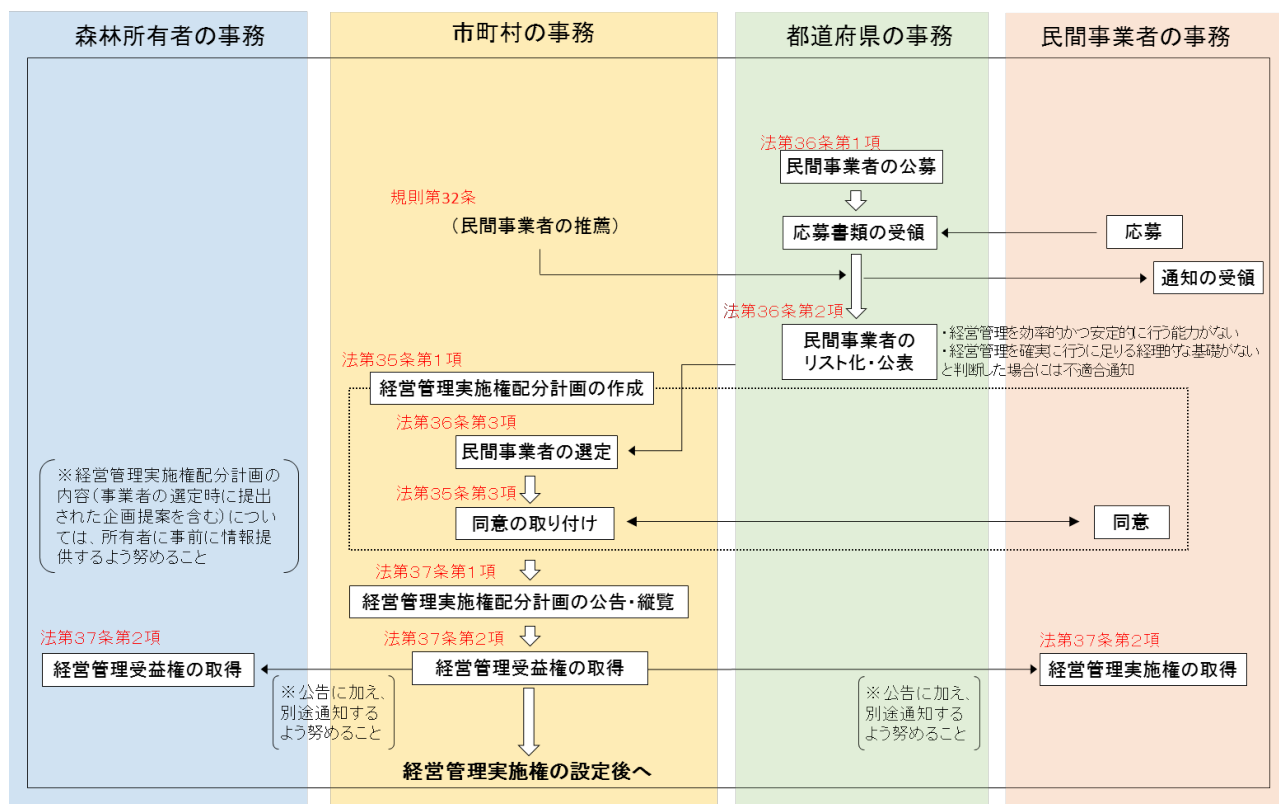 森林所有者の事務
市町村の事務
都道府県の事務
民間事業者の事務
法第36条第1項
民間事業者の公募
規則第32条
(民間事業者の推薦)
応募書類の受領
応募
通知の受領
法第36条第2項
民間事業者の
リスト化・公表
・経営管理を効率的かつ安定的に行う能力がない
・経営管理を確実に行うに足りる経理的な基礎がない
と判断した場合には不適合通知
法第35条第1項
経営管理実施権配分計画の作成
法第36条第3項
民間事業者の選定
法第35条第3項
同意の取り付け
同意
※経営管理実施権配分計画の
内容(事業者の選定時に提出
された企画提案を含む)につい
ては、所有者に事前に情報提
供するよう努めること
法第37条第1項
経営管理実施権配分計画の公告・縦覧
法第37条第2項
経営管理受益権の取得
法第37条第2項
経営管理受益権の取得
法第37条第2項
経営管理実施権の取得
※公告に加え、
別途通知する
よう努めること
※公告に加え、
別途通知する
よう努めること
経営管理実施権の設定後へ